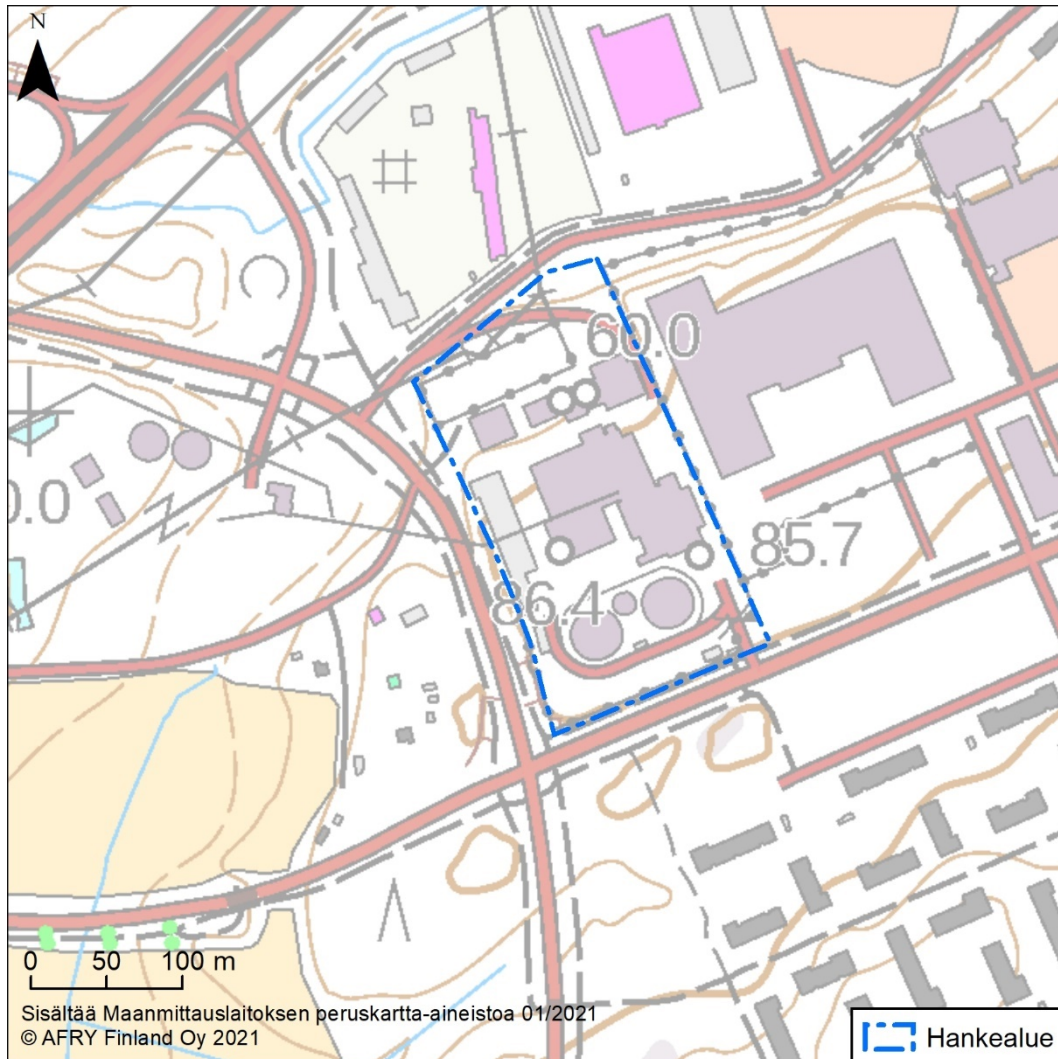 N
60.0
0.0
85.7
86.4
0 50 100 m
Sisältää Maanmittauslaitoksen peruskartta-aineistoa 01/2021
© AFRY Finland Oy 2021
Hankealue